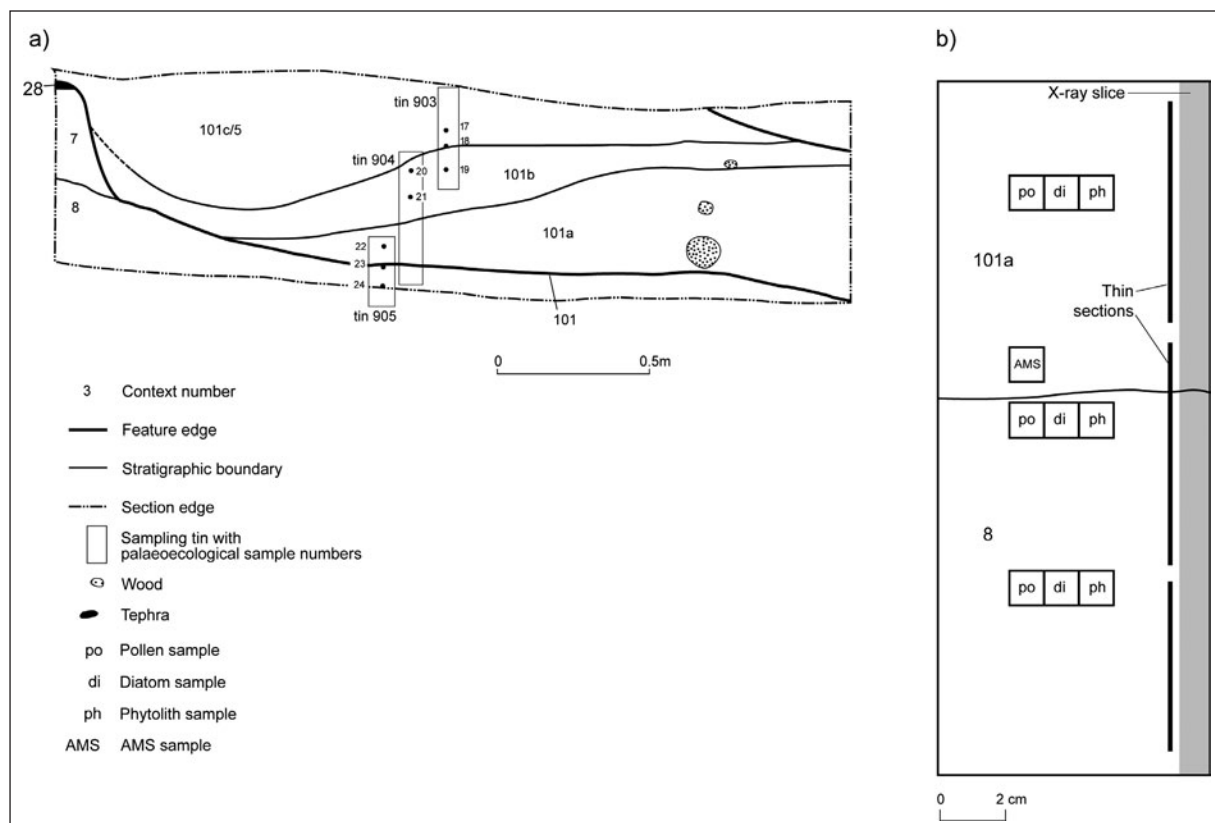 a)
28
7
8
101c/5
tin 903
17
18
19
tin 904
20
21
101b
101a
22
23
24
tin 905
101
0 0.5m
3 Context number
Feature edge
Stratigraphic boundary
Section edge
Sampling tin with
palaeoecological sample numbers
Wood
Tephra
po Pollen sample
di Diatom sample
ph Phytolith sample
AMS AMS sample
b)
X-ray slice
po di ph
101a
Thin
sections
AMS
po di ph
8
po di ph
0 2 cm